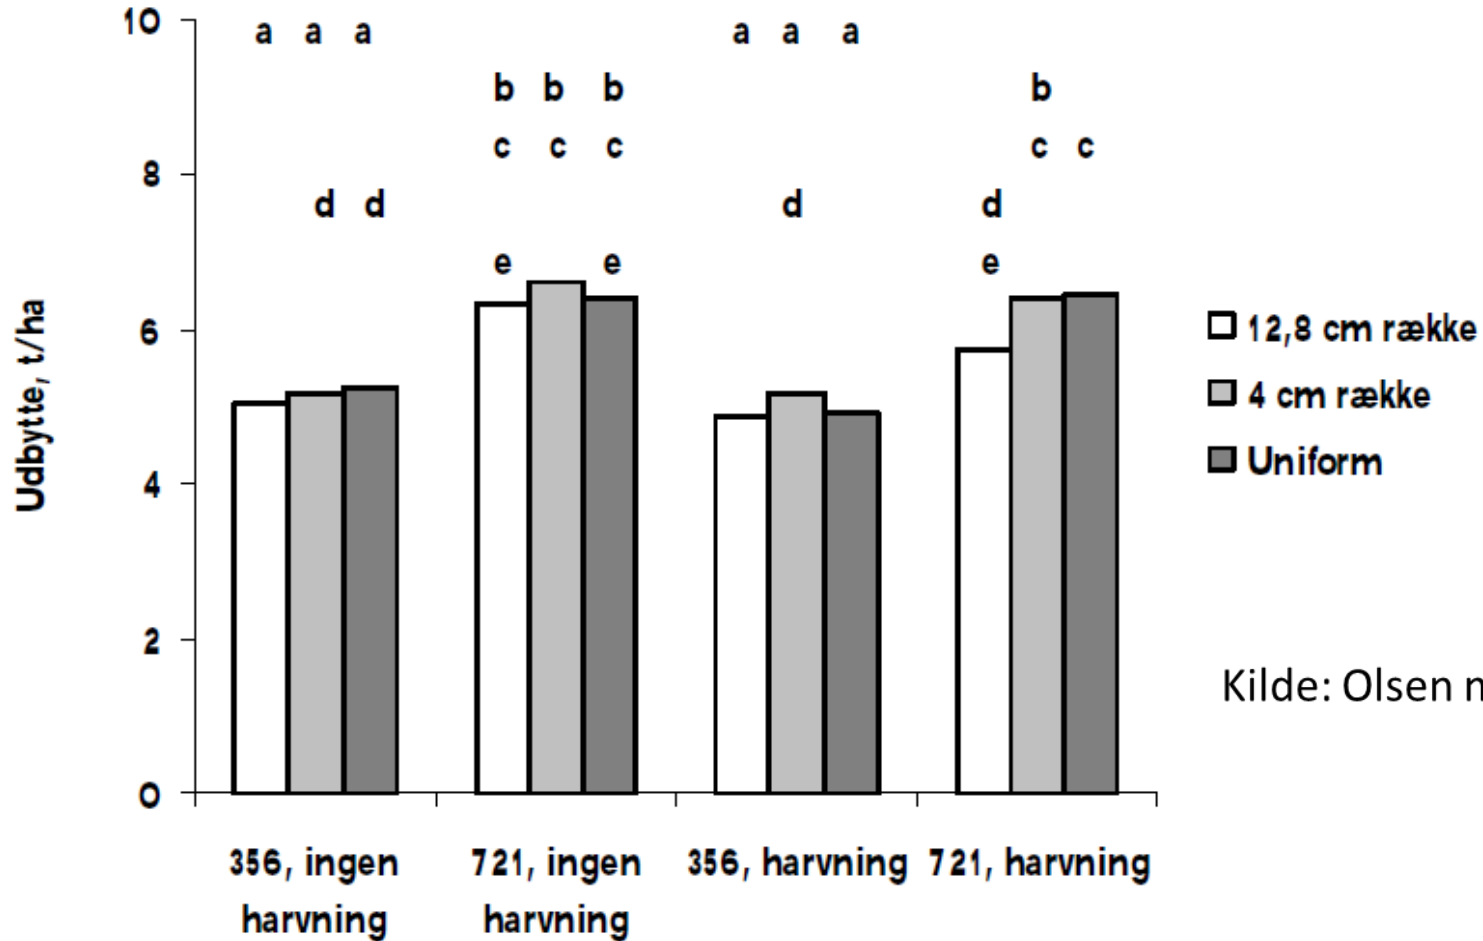 10
a a a a a a
b b b b
c c c c c
8
d d d d
e e e
6
4
2
0
Udbytte, t/ha
12,8 cm række
4 cm række
Uniform
Kilde: Olsen
356, ingen harvning
721, ingen harvning
356, harvning
721, harvning